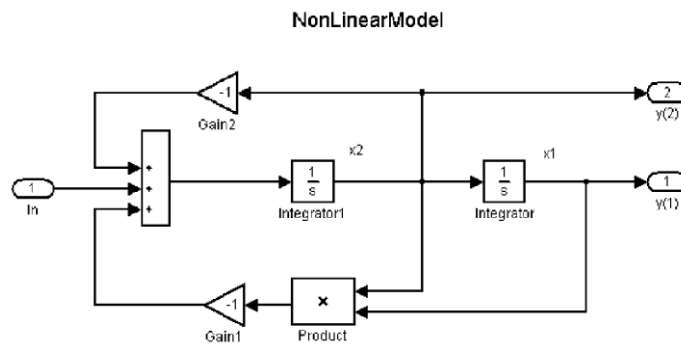 NonLinearModel
-1
Gain2
2
y(2)
+
+
+
1
In
1
s
Integrator1
x2
1
s
Integrator
x1
1
y(1)
-1
Gain1
×
Product